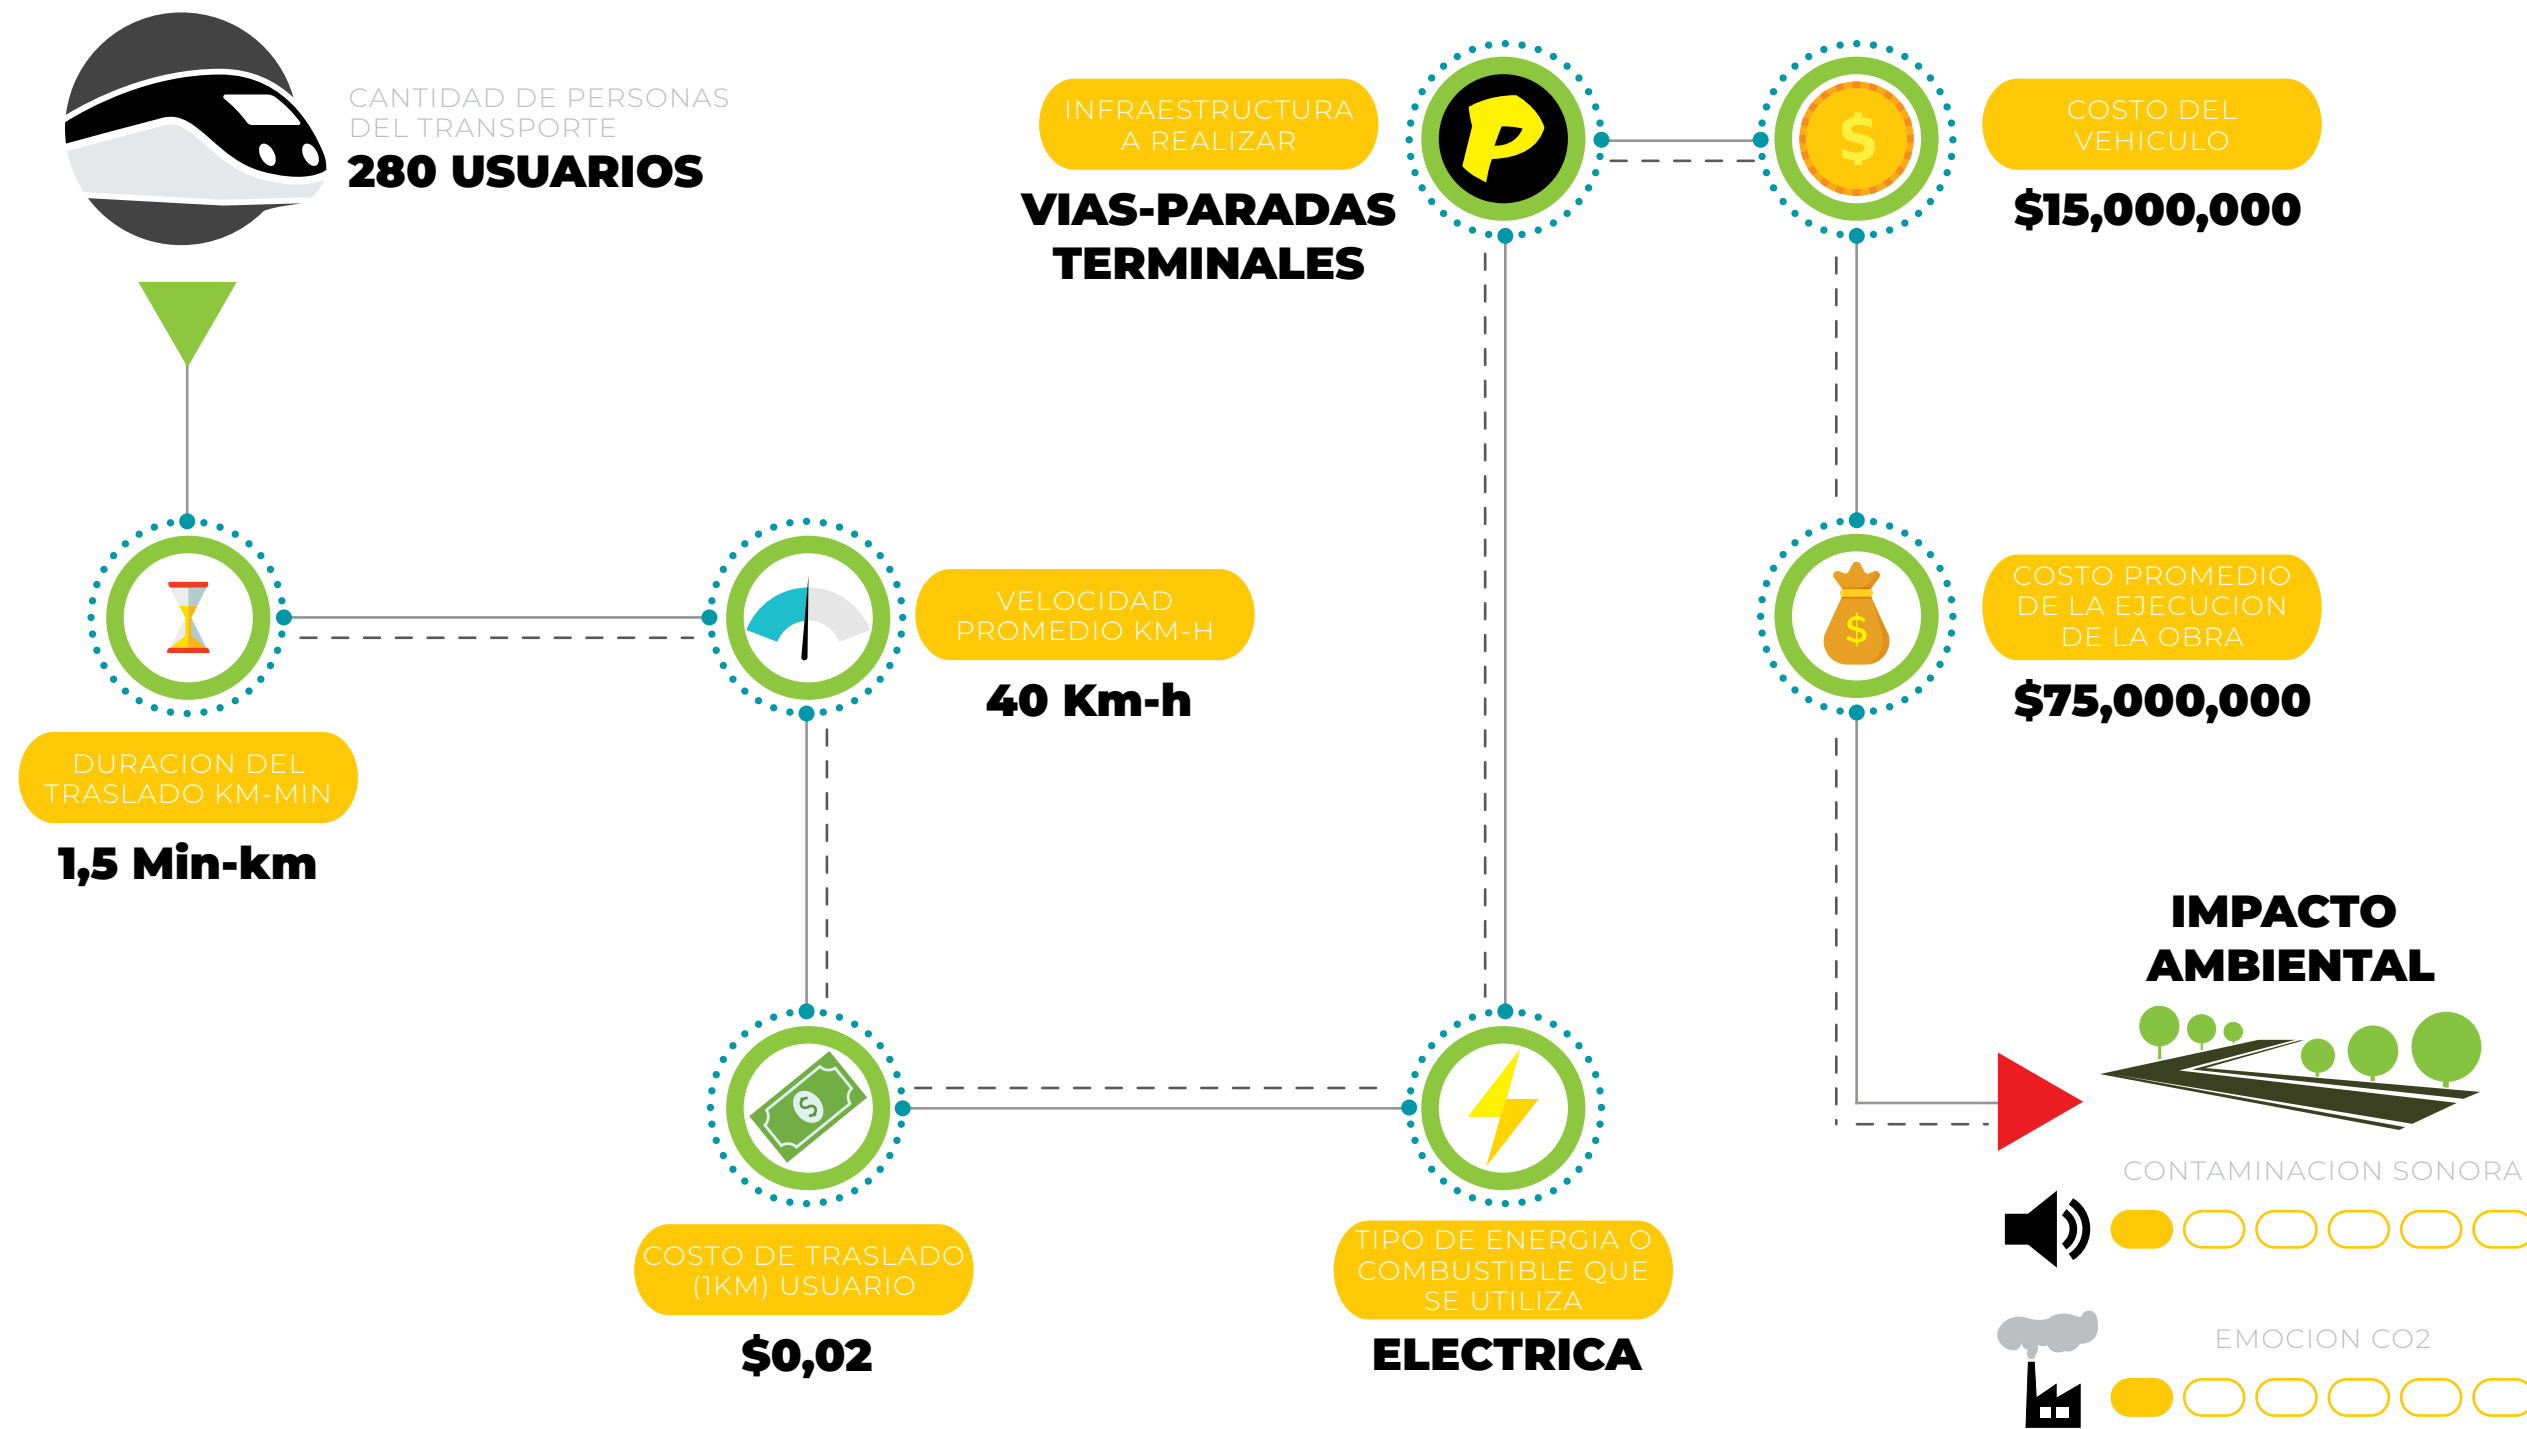 CANTIDAD DE PERSONAS
DEL TRANSPORTE
280 USUARIOS
DURACION DEL
TRASLADO KM-MIN
1,5 Min-km
VELOCIDAD
PROMEDIO KM-H
40 Km-h
COSTO DE TRASLADO
(1KM) USUARIO
$0,02
TIPO DE ENERGIA O
COMBUSTIBLE QUE
SE UTILIZA
ELECTRICA
INFRAESTRUCTURA
A REALIZAR
VIAS-PARADAS
TERMINALES
P
$
COSTO DEL
VEHICULO
$15,000,000
$
COSTO PROMEDIO
DE LA EJECUCION
DE LA OBRA
$75,000,000
IMPACTO
AMBIENTAL
CONTAMINACION SONORA
EMOCION CO2